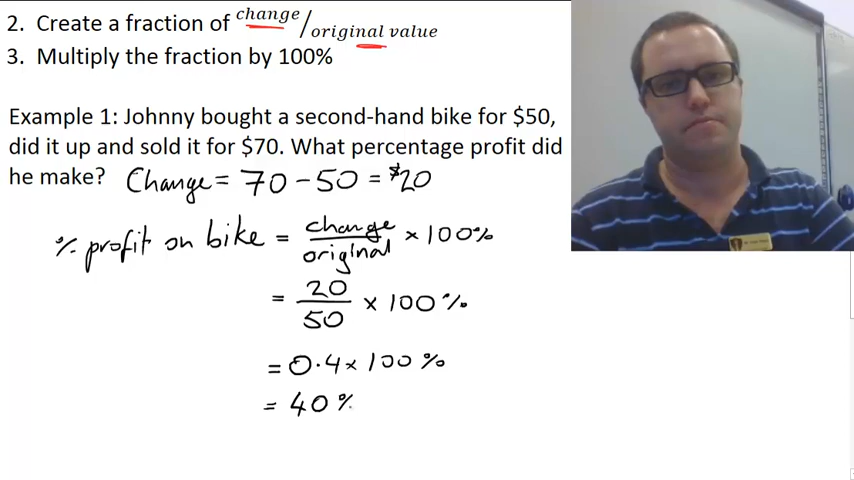 2. Create a fraction of change/original value
3. Multiply the fraction by 100%
Example 1: Johnny bought a second-hand bike for $50,
did it up and sold it for $70. What percentage profit did
he make? Change = 70 - 50 = $20
% profit on bike = change/original × 100%
= 20/50 × 100%
= 0.4 × 100%
= 40%